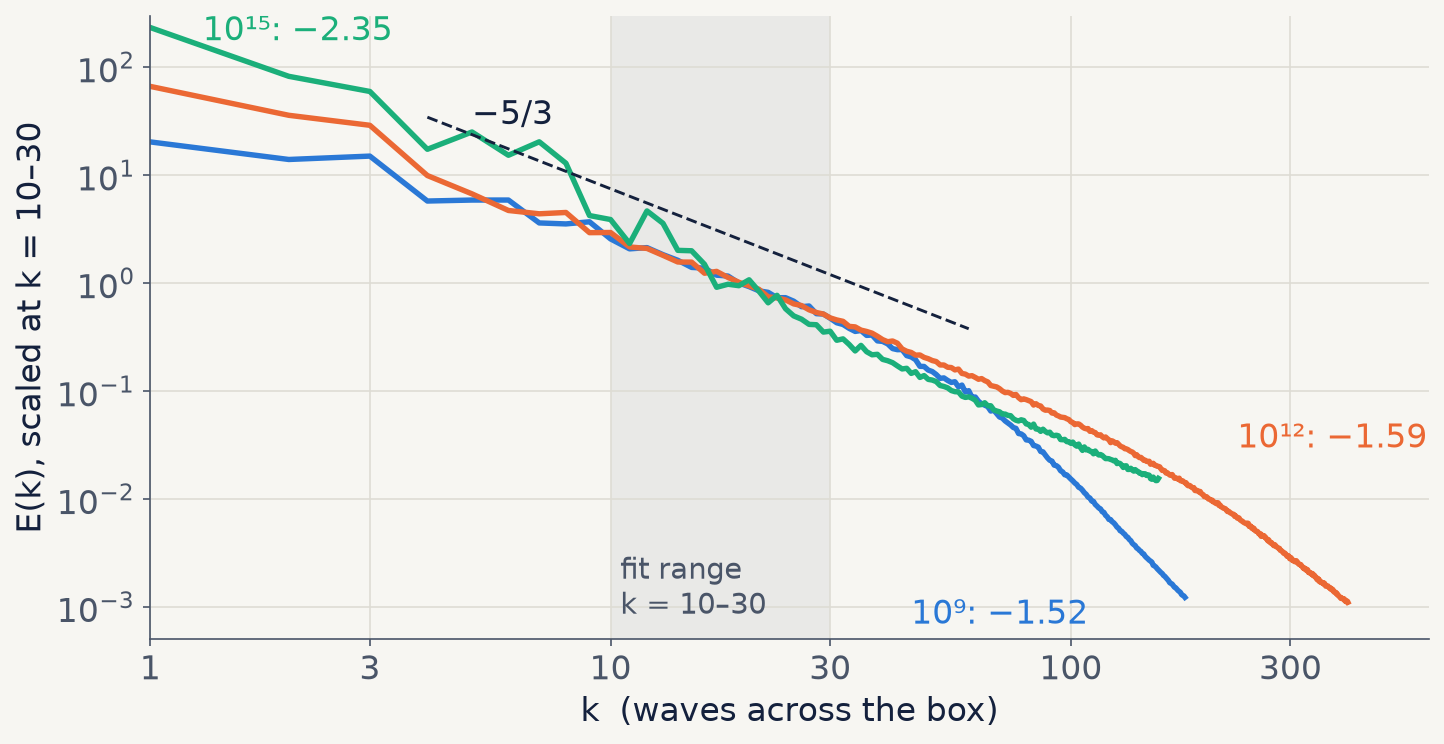 10¹⁵: −2.35
−5/3
10¹²: −1.59
10⁹: −1.52
fit range
k = 10–30
E(k), scaled at k = 10–30
10²
10¹
10⁰
10⁻¹
10⁻²
10⁻³
1 3 10 30 100 300
k (waves across the box)